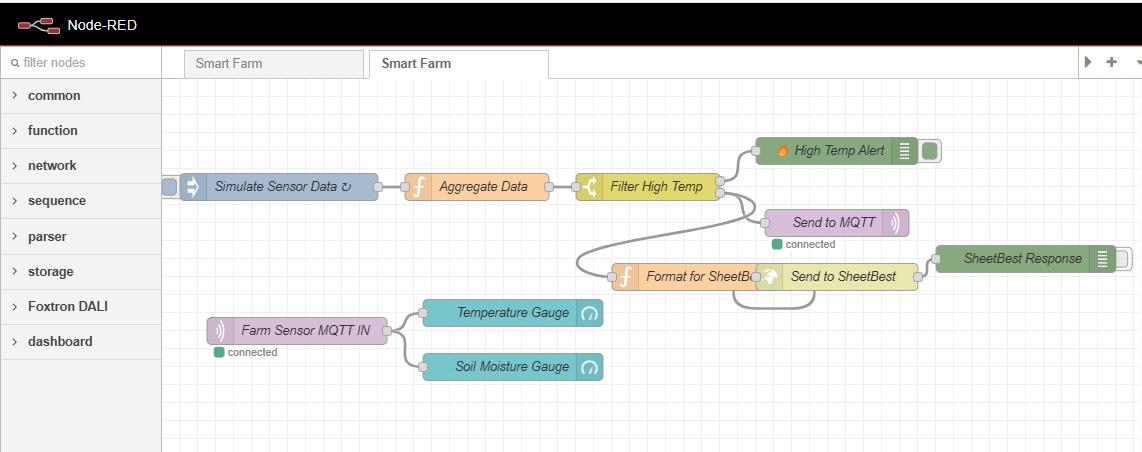 Node-RED
filter nodes
Smart Farm
Smart Farm
common
function
network
sequence
parser
storage
Foxtron DALI
dashboard
High Temp Alert
Simulate Sensor Data ↻
Aggregate Data
Filter High Temp
Send to MQTT
connected
SheetBest Response
Format for SheetB
Send to SheetBest
Temperature Gauge
Farm Sensor MQTT IN
connected
Soil Moisture Gauge